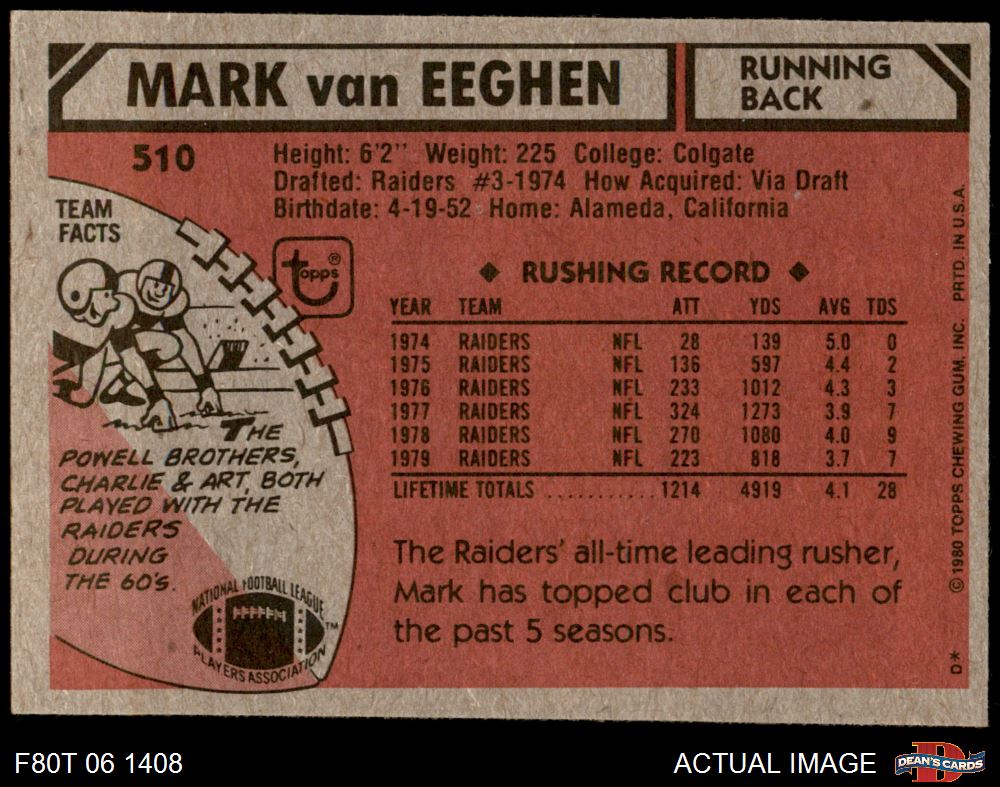 MARK van EEGHEN
RUNNING
BACK
510
Height: 6'2" Weight: 225 College: Colgate
Drafted: Raiders #3-1974 How Acquired: Via Draft
Birthdate: 4-19-52 Home: Alameda, California
TEAM
FACTS
topps®
THE
POWELL BROTHERS,
CHARLIE & ART, BOTH
PLAYED WITH THE
RAIDERS
DURING
THE 60'S.
NATIONAL FOOTBALL LEAGUE
PLAYERS ASSOCIATION
TM
◆ RUSHING RECORD ◆
YEAR TEAM ATT YDS AVG TDS
1974 RAIDERS NFL 28 139 5.0 0
1975 RAIDERS NFL 136 597 4.4 2
1976 RAIDERS NFL 233 1012 4.3 3
1977 RAIDERS NFL 324 1273 3.9 7
1978 RAIDERS NFL 270 1080 4.0 9
1979 RAIDERS NFL 223 818 3.7 7
LIFETIME TOTALS .......... 1214 4919 4.1 28
The Raiders' all-time leading rusher,
Mark has topped club in each of
the past 5 seasons.
D* © 1980 TOPPS CHEWING GUM, INC. PRTD. IN U.S.A.
F80T 06 1408
ACTUAL IMAGE
D
DEAN'S CARDS